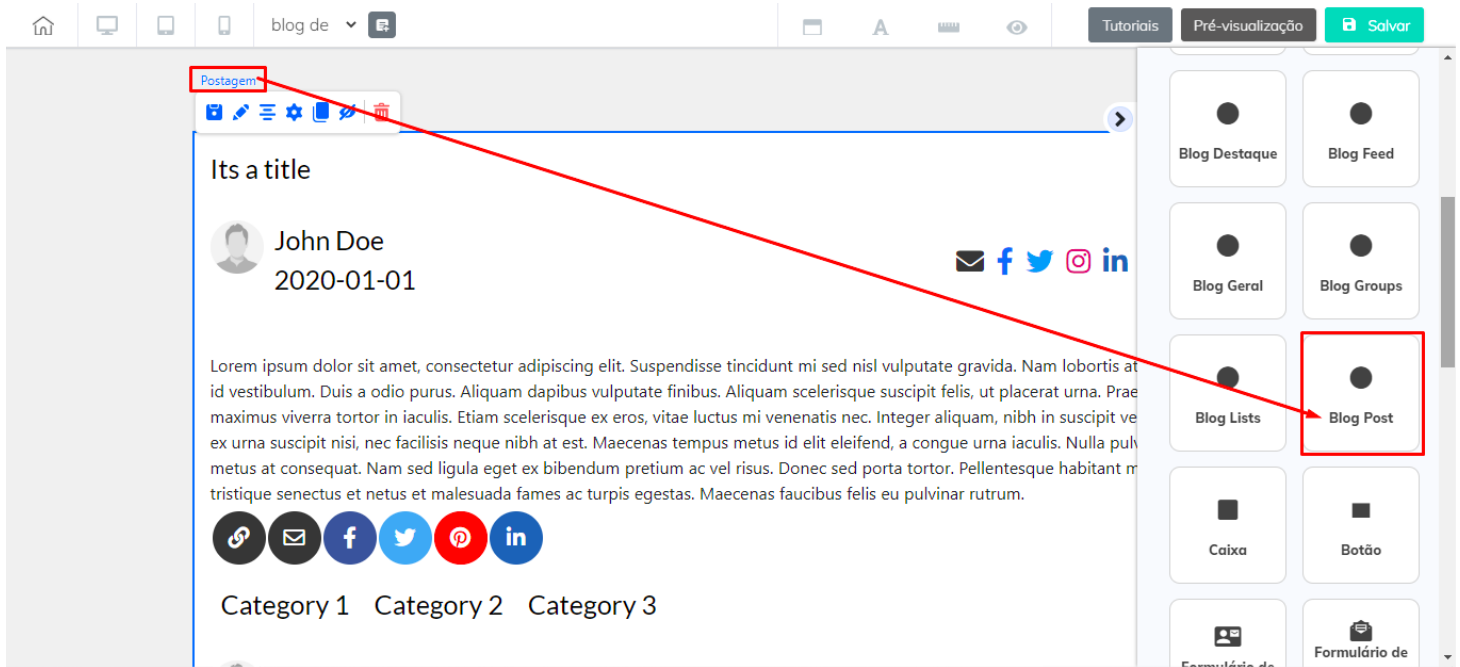 blog de
A
Tutoriais
Pré-visualização
Salvar
Postagem
Its a title
John Doe
2020-01-01
Lorem ipsum dolor sit amet, consectetur adipiscing elit. Suspendisse tincidunt mi sed nisl vulputate gravida. Nam lobortis at
id vestibulum. Duis a odio purus. Aliquam dapibus vulputate finibus. Aliquam scelerisque suscipit felis, ut placerat urna. Prae
maximus viverra tortor in iaculis. Etiam scelerisque ex eros, vitae luctus mi venenatis nec. Integer aliquam, nibh in suscipit ve
ex urna suscipit nisi, nec facilisis neque nibh at est. Maecenas tempus metus id elit eleifend, a congue urna iaculis. Nulla pulv
metus at consequat. Nam sed ligula eget ex bibendum pretium ac vel risus. Donec sed porta tortor. Pellentesque habitant m
tristique senectus et netus et malesuada fames ac turpis egestas. Maecenas faucibus felis eu pulvinar rutrum.
Category 1 Category 2 Category 3
Blog Destaque
Blog Feed
Blog Geral
Blog Groups
Blog Lists
Blog Post
Caixa
Botão
Formulário de
Formulário de